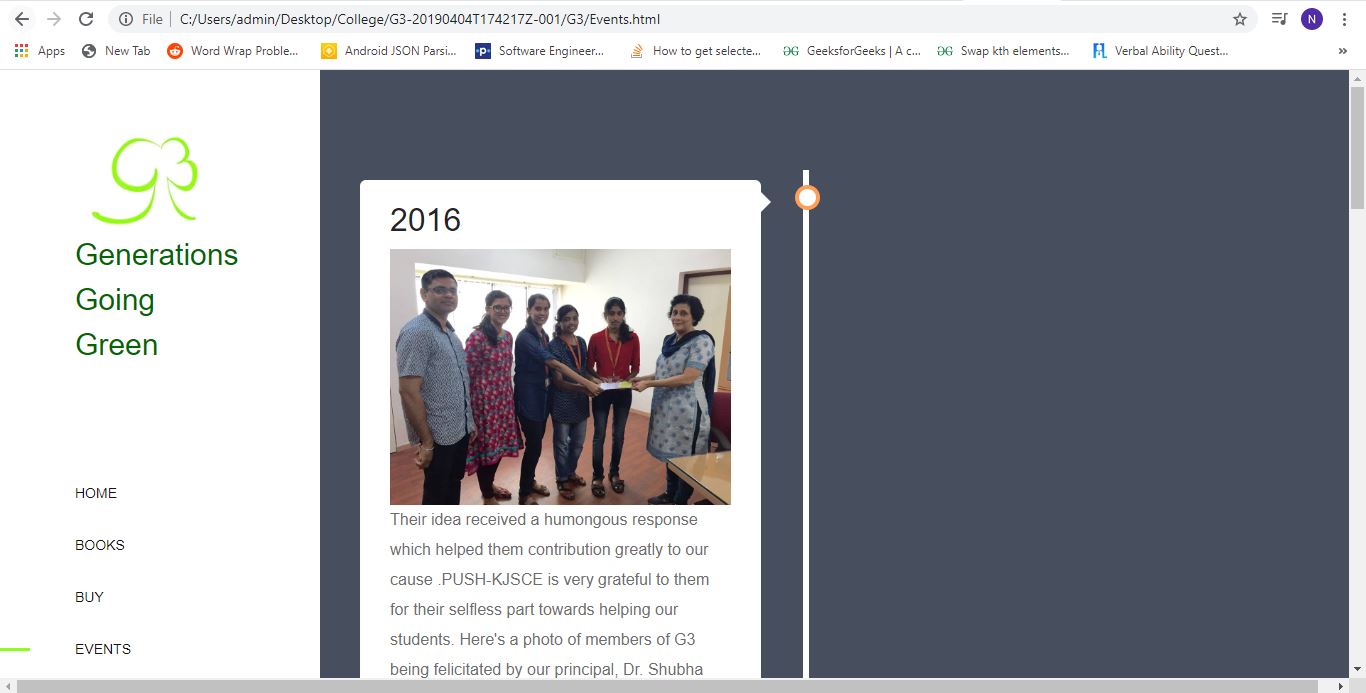 File
C:/Users/admin/Desktop/College/G3-20190404T174217Z-001/G3/Events.html
N
Apps
New Tab
Word Wrap Proble...
Android JSON Parsi...
Software Engineer...
How to get selecte...
GeeksforGeeks | A c...
Swap kth elements...
Verbal Ability Quest...
»
g3
Generations
Going
Green
HOME
BOOKS
BUY
EVENTS
2016
Their idea received a humongous response
which helped them contribution greatly to our
cause .PUSH-KJSCE is very grateful to them
for their selfless part towards helping our
students. Here's a photo of members of G3
being felicitated by our principal, Dr. Shubha